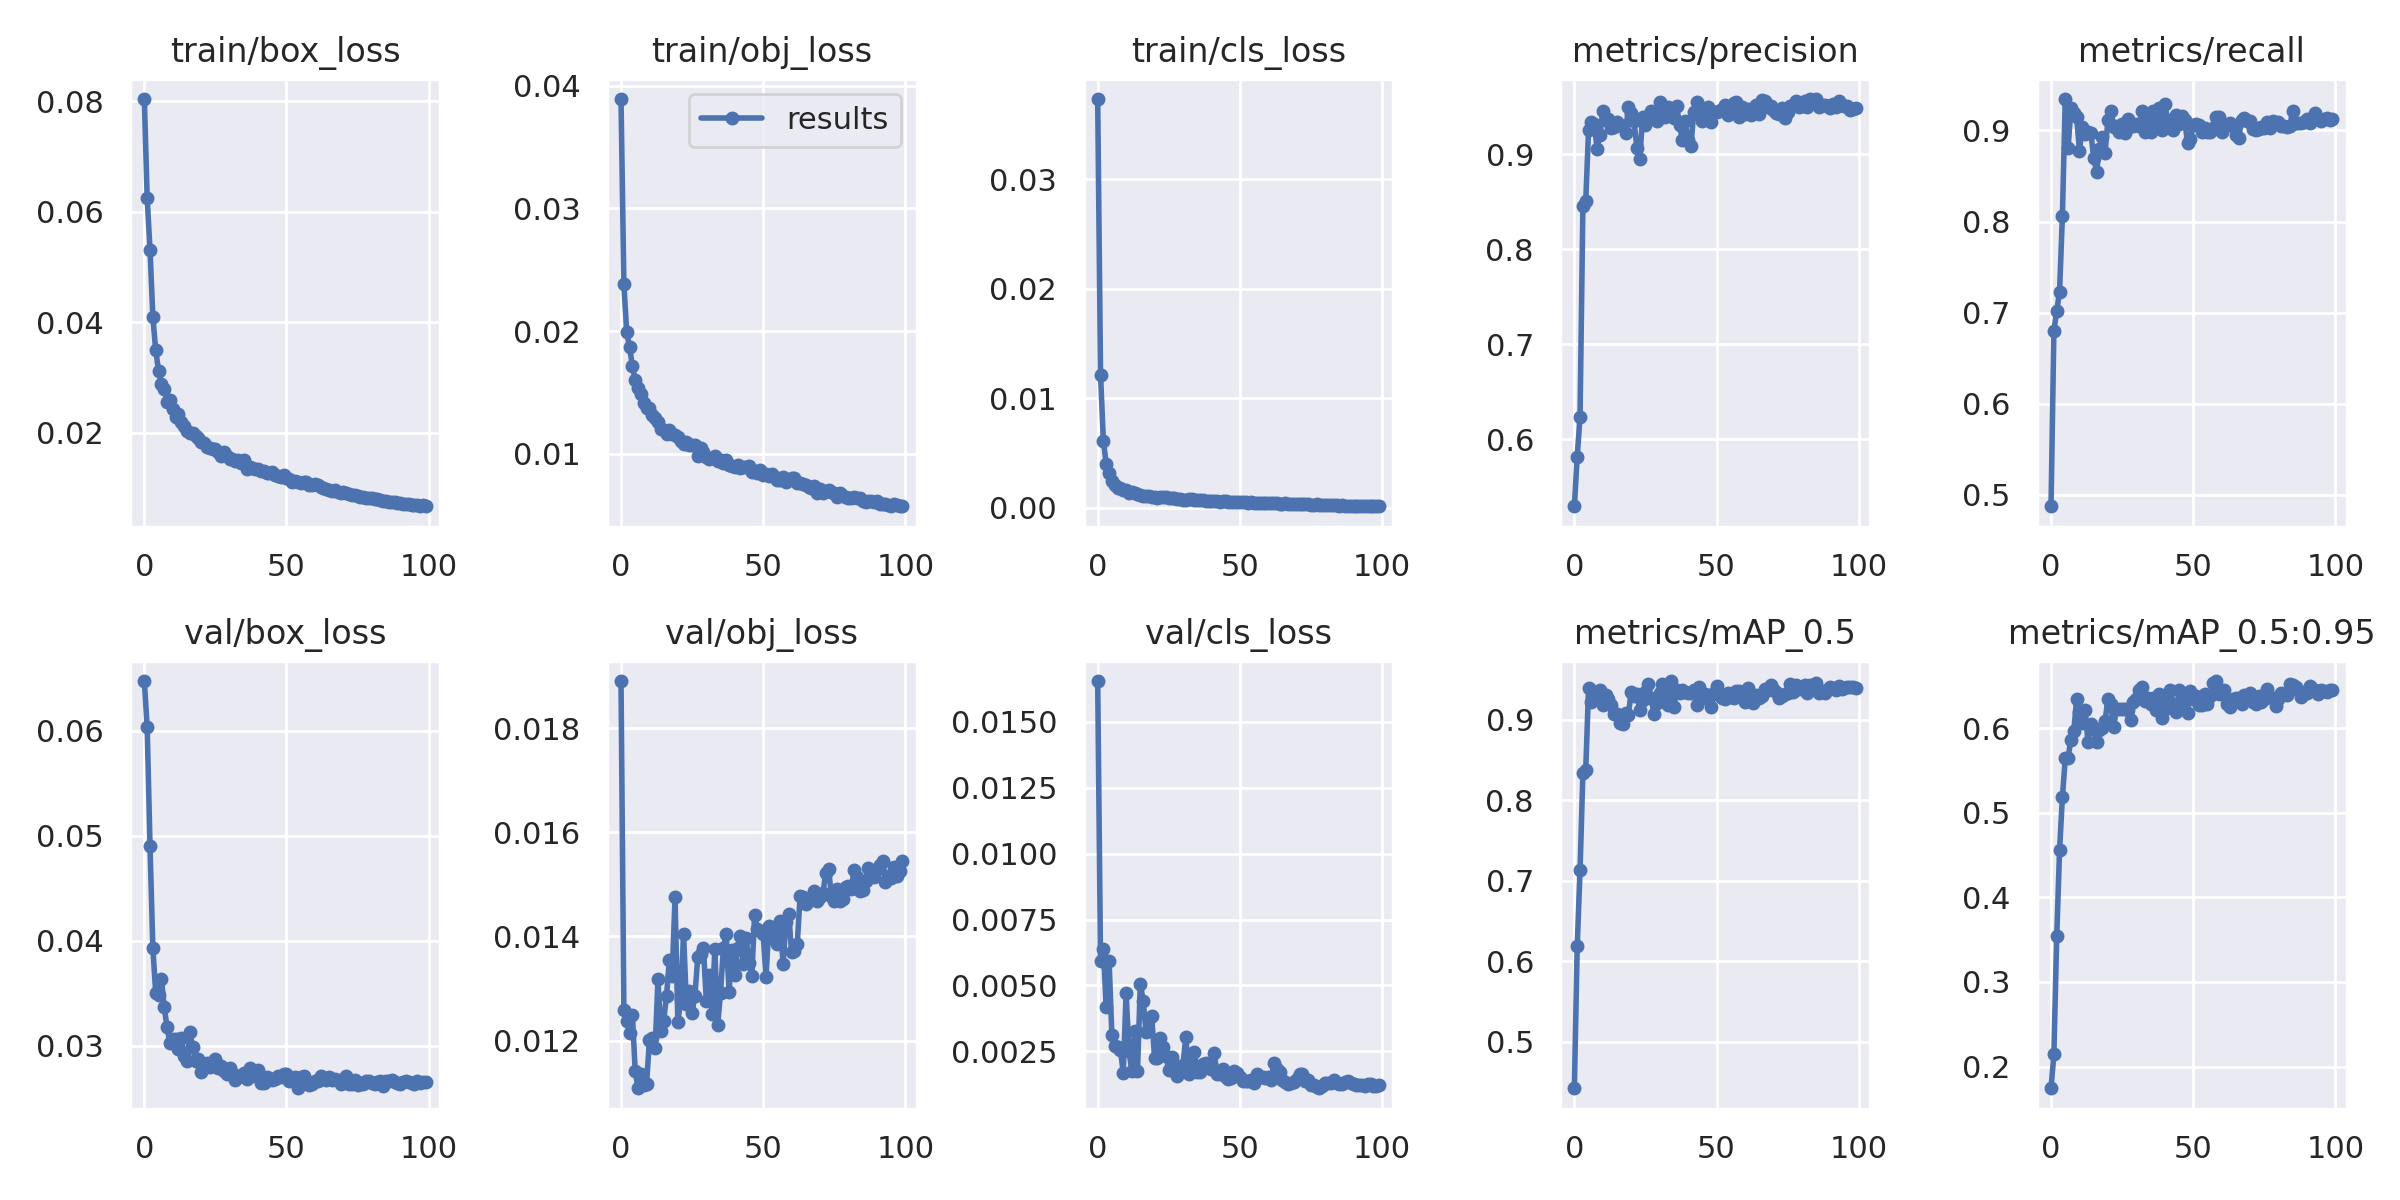 train/box_loss
0.08
0.06
0.04
0.02
0 50 100
train/obj_loss
results
0.04
0.03
0.02
0.01
0 50 100
train/cls_loss
0.03
0.02
0.01
0.00
0 50 100
metrics/precision
0.9
0.8
0.7
0.6
0 50 100
metrics/recall
0.9
0.8
0.7
0.6
0.5
0 50 100
val/box_loss
0.06
0.05
0.04
0.03
0 50 100
val/obj_loss
0.018
0.016
0.014
0.012
0 50 100
val/cls_loss
0.0150
0.0125
0.0100
0.0075
0.0050
0.0025
0 50 100
metrics/mAP_0.5
0.9
0.8
0.7
0.6
0.5
0 50 100
metrics/mAP_0.5:0.95
0.6
0.5
0.4
0.3
0.2
0 50 100